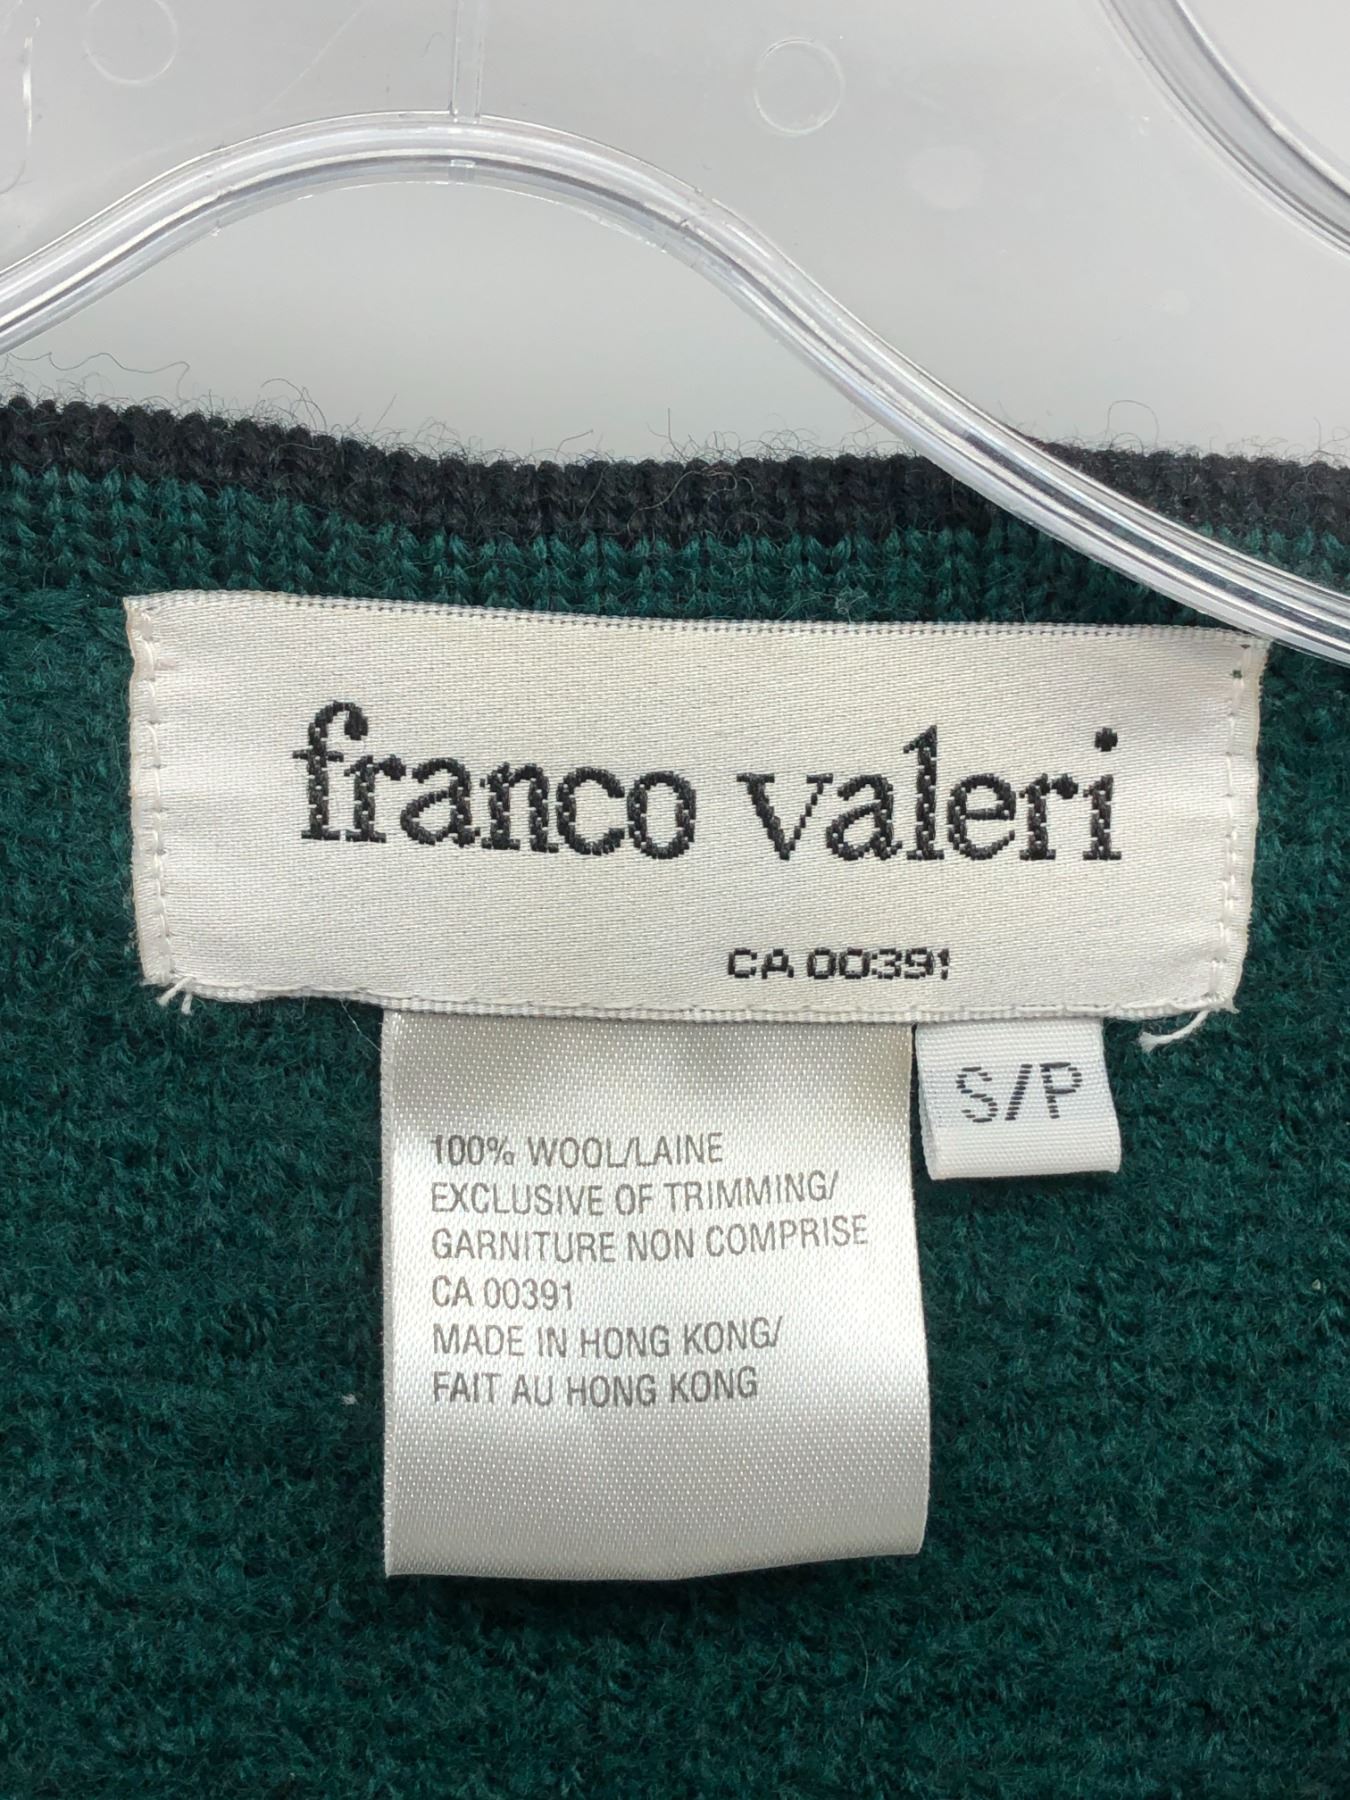 franco valeri
CA 00391
S/P
100% WOOL/LAINE
EXCLUSIVE OF TRIMMING/
GARNITURE NON COMPRISE
CA 00391
MADE IN HONG KONG/
FAIT AU HONG KONG